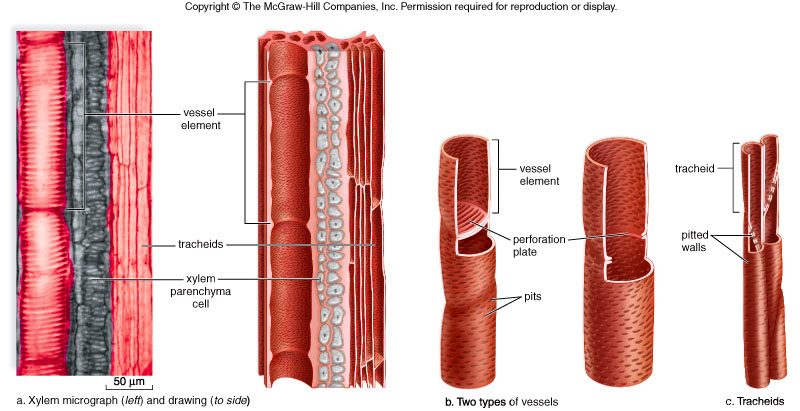 Copyright © The McGraw-Hill Companies, Inc. Permission required for reproduction or display.
vessel
element
tracheids
xylem
parenchyma
cell
50 µm
a. Xylem micrograph (left) and drawing (to side)
vessel
element
perforation
plate
pits
b. Two types of vessels
tracheid
pitted
walls
c. Tracheids